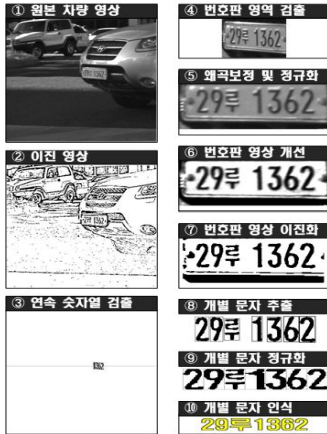 ① 원본 차량 영상
② 이진 영상
③ 연속 숫자열 검출
1362
④ 번호판 영역 검출
29루 1362
⑤ 왜곡보정 및 정규화
29루 1362
⑥ 번호판 영상 개선
29루 1362
⑦ 번호판 영상 이진화
29루 1362
⑧ 개별 문자 추출
29루 1362
⑨ 개별 문자 정규화
29루1362
⑩ 개별 문자 인식
29루1362